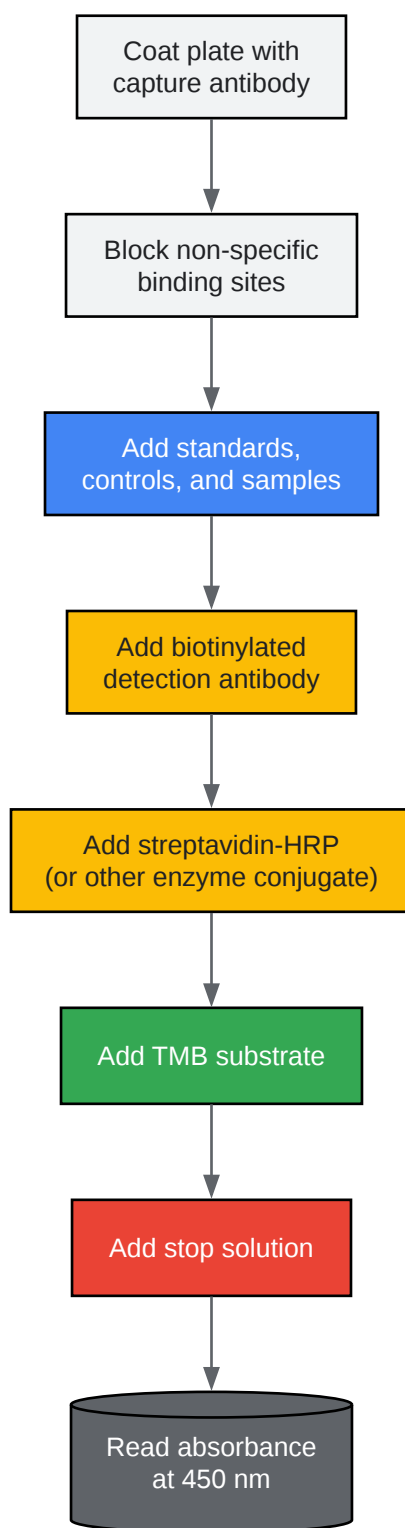 Coat plate with
capture antibody
Block non-specific
binding sites
Add standards,
controls, and samples
Add biotinylated
detection antibody
Add streptavidin-HRP
(or other enzyme conjugate)
Add TMB substrate
Add stop solution
Read absorbance
at 450 nm